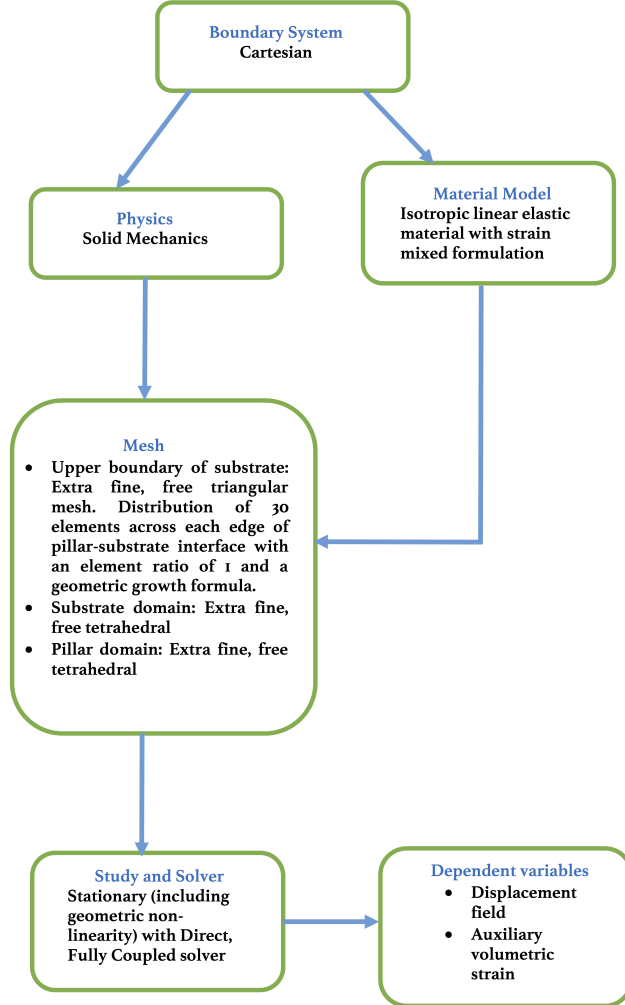 Boundary System
Cartesian
Physics
Solid Mechanics
Material Model
Isotropic linear elastic
material with strain
mixed formulation
Mesh
• Upper boundary of substrate:
Extra fine, free triangular
mesh. Distribution of 30
elements across each edge of
pillar-substrate interface with
an element ratio of 1 and a
geometric growth formula.
• Substrate domain: Extra fine,
free tetrahedral
• Pillar domain: Extra fine, free
tetrahedral
Study and Solver
Stationary (including
geometric non-
linearity) with Direct,
Fully Coupled solver
Dependent variables
• Displacement
field
• Auxiliary
volumetric
strain